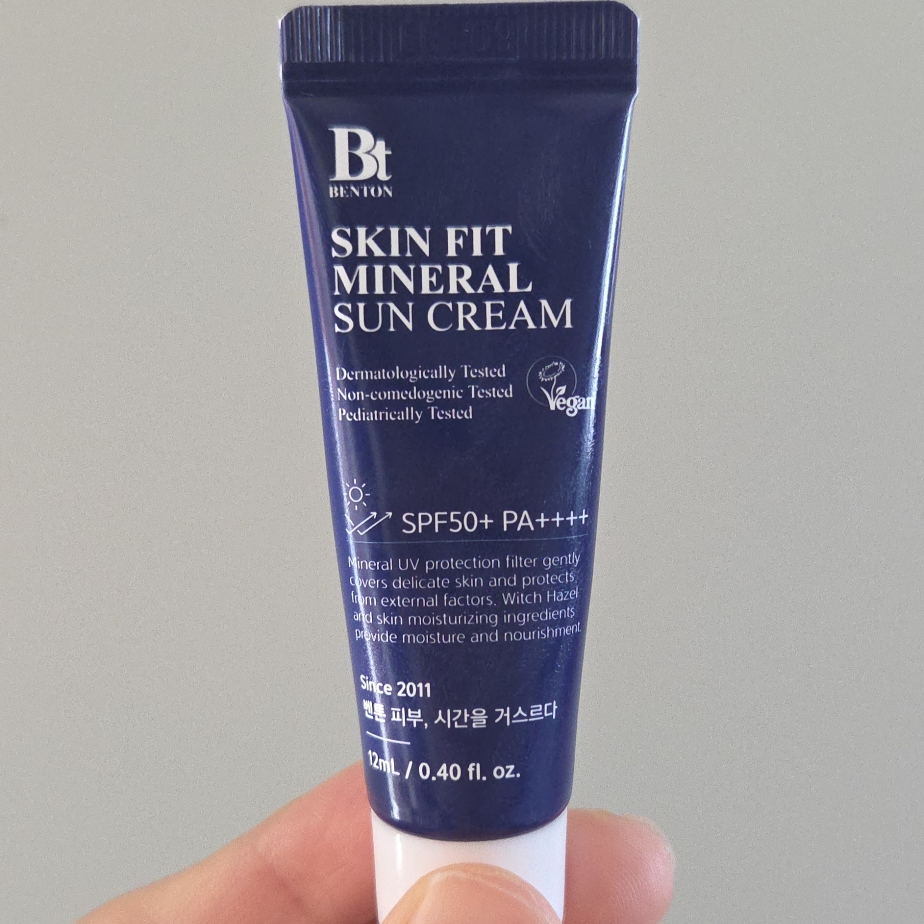 Bt
BENTON
SKIN FIT
MINERAL
SUN CREAM
Dermatologically Tested
Non-comedogenic Tested
Pediatrically Tested
Vegan
SPF50+ PA++++
Mineral UV protection filter gently
covers delicate skin and protects
from external factors. Witch Hazel
and skin moisturizing ingredients
provide moisture and nourishment.
Since 2011
벤톤 피부, 시간을 거스르다
12mL / 0.40 fl. oz.